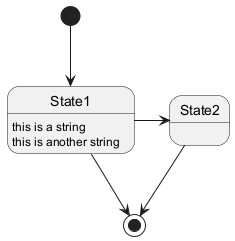 State1
this is a string
this is another string
State2